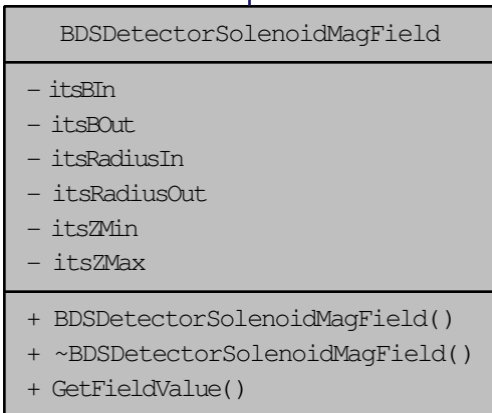 BDSDetectorSolenoidMagField
- itsBIn
- itsBOut
- itsRadiusIn
- itsRadiusOut
- itsZMin
- itsZMax
+ BDSDetectorSolenoidMagField()
+ ~BDSDetectorSolenoidMagField()
+ GetFieldValue()